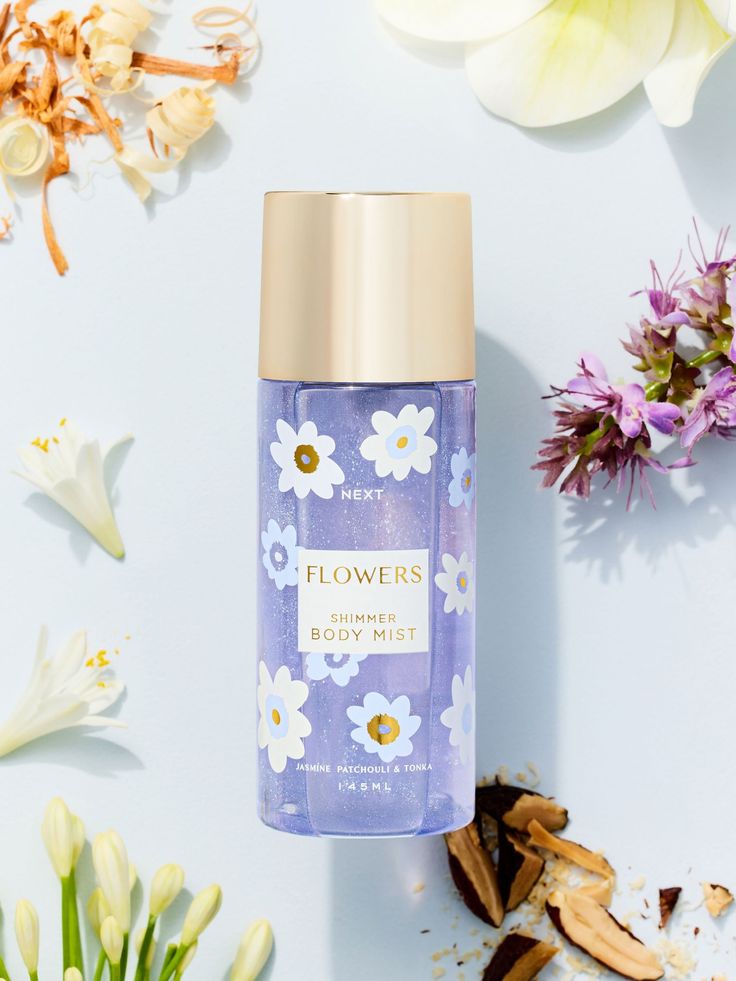 NEXT
FLOWERS
SHIMMER
BODY MIST
JASMINE PATCHOULI & TONKA
145ML